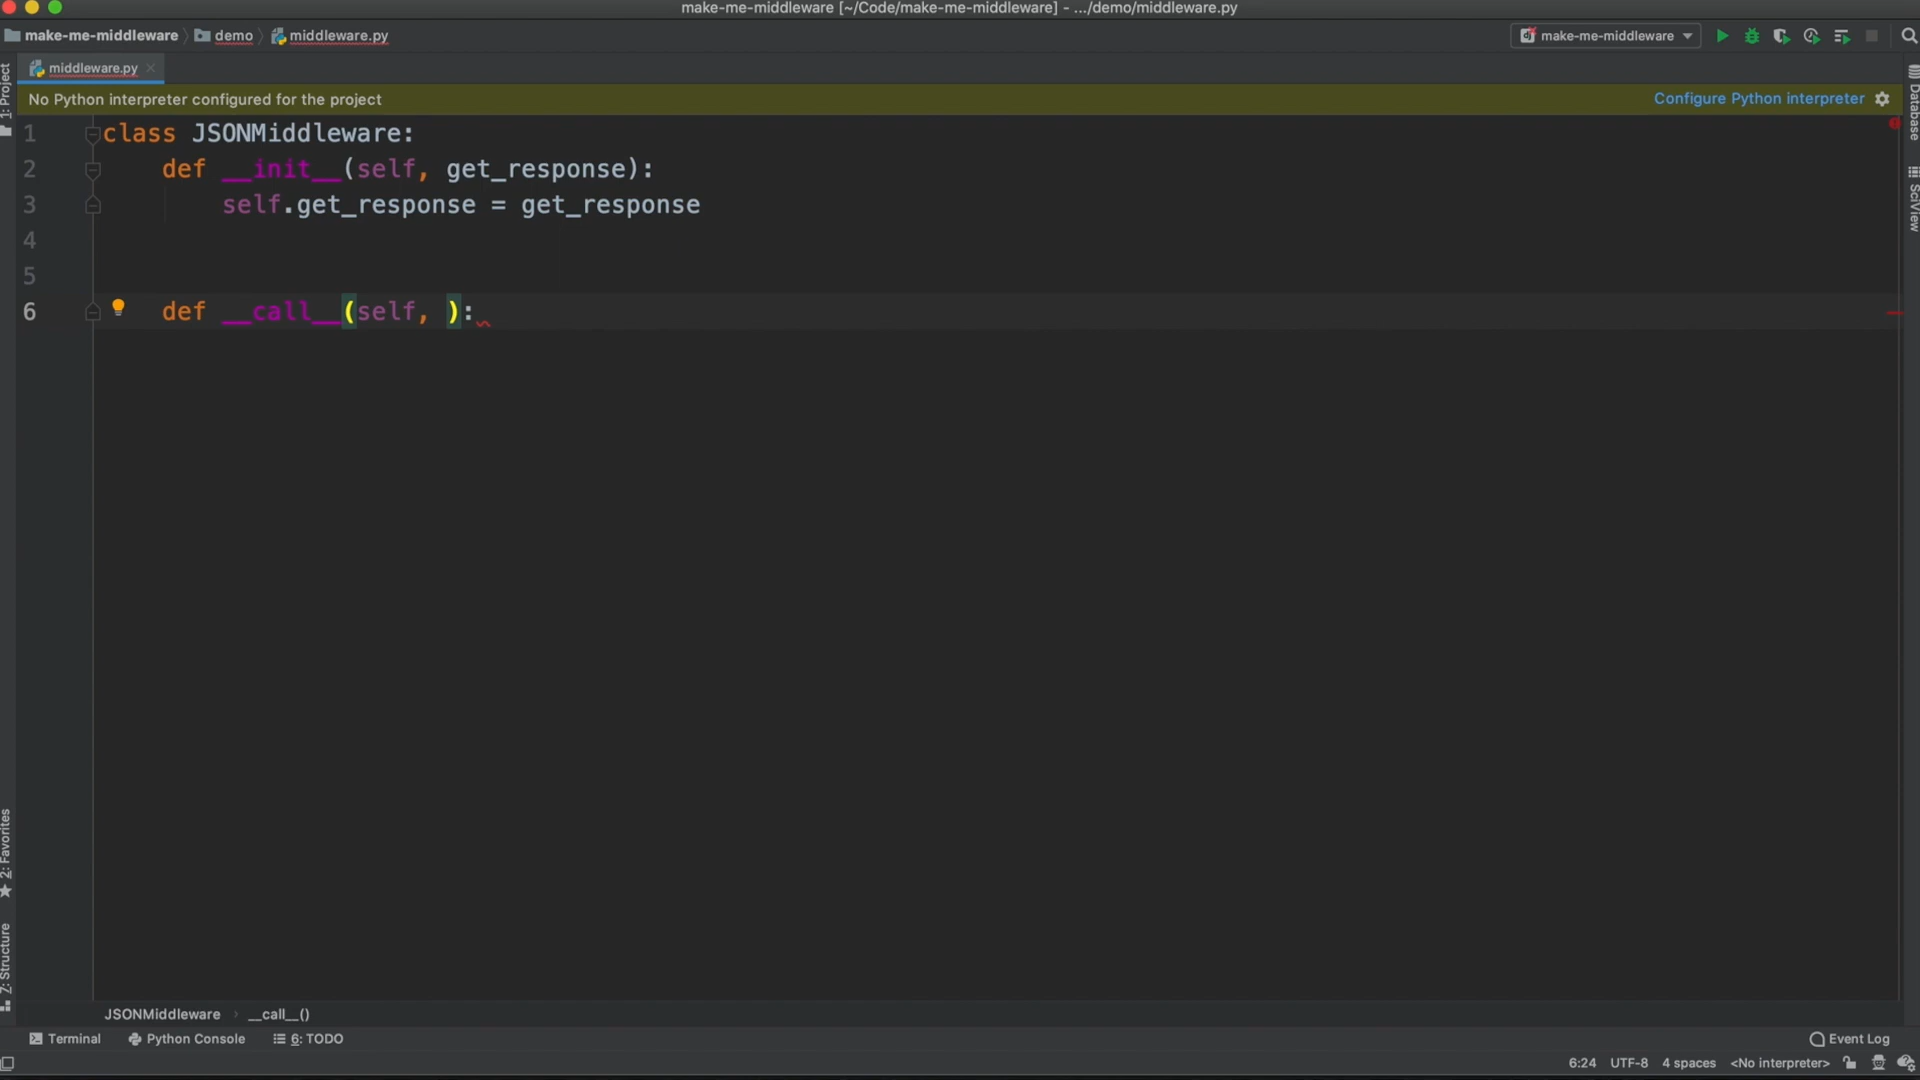 make-me-middleware [~/Code/make-me-middleware] - .../demo/middleware.py
make-me-middleware demo middleware.py
make-me-middleware
middleware.py
No Python interpreter configured for the project
Configure Python interpreter
1 class JSONMiddleware:
2 def __init__(self, get_response):
3 self.get_response = get_response
4
5
6 def __call__(self, ):
1: Project
2: Favorites
Z: Structure
Database
SciView
JSONMiddleware › __call__()
Terminal Python Console 6: TODO
Event Log
6:24 UTF-8 4 spaces <No interpreter>